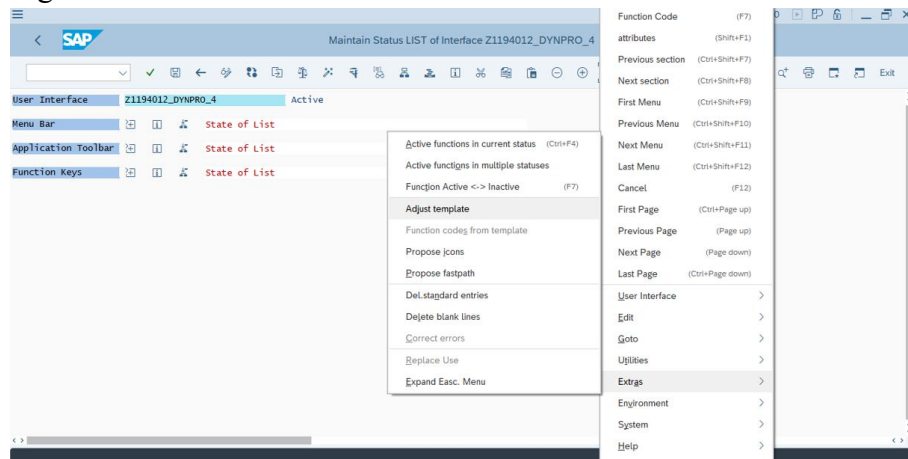 SAP
Maintain Status LIST of Interface Z1194012_DYNPRO_4
Exit
User Interface Z1194012_DYNPRO_4 Active
Menu Bar State of List
Application Toolbar State of List
Function Keys State of List
Active functions in current status (Ctrl+F4)
Active functions in multiple statuses
Function Active <-> Inactive (F7)
Adjust template
Function codes from template
Propose icons
Propose fastpath
Del.standard entries
Delete blank lines
Correct errors
Replace Use
Expand Easc. Menu
Function Code (F7)
attributes (Shift+F1)
Previous section (Ctrl+Shift+F7)
Next section (Ctrl+Shift+F8)
First Menu (Ctrl+Shift+F9)
Previous Menu (Ctrl+Shift+F10)
Next Menu (Ctrl+Shift+F11)
Last Menu (Ctrl+Shift+F12)
Cancel (F12)
First Page (Ctrl+Page up)
Previous Page (Page up)
Next Page (Page down)
Last Page (Ctrl+Page down)
User Interface
Edit
Goto
Utilities
Extras
Environment
System
Help